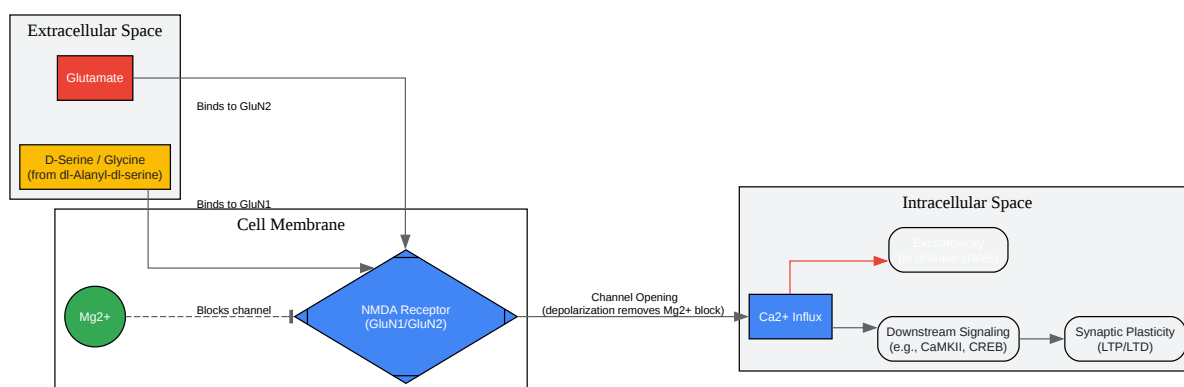 Extracellular Space
Glutamate
Binds to GluN2
D-Serine / Glycine
(from dl-Alanyl-dl-serine)
Binds to GluN1
Cell Membrane
Mg2+
Blocks channel
NMDA Receptor
(GluN1/GluN2)
Channel Opening
(depolarization removes Mg2+ block)
Intracellular Space
Excitotoxicity
(in disease states)
Ca2+ Influx
Downstream Signaling
(e.g., CaMKII, CREB)
Synaptic Plasticity
(LTP/LTD)